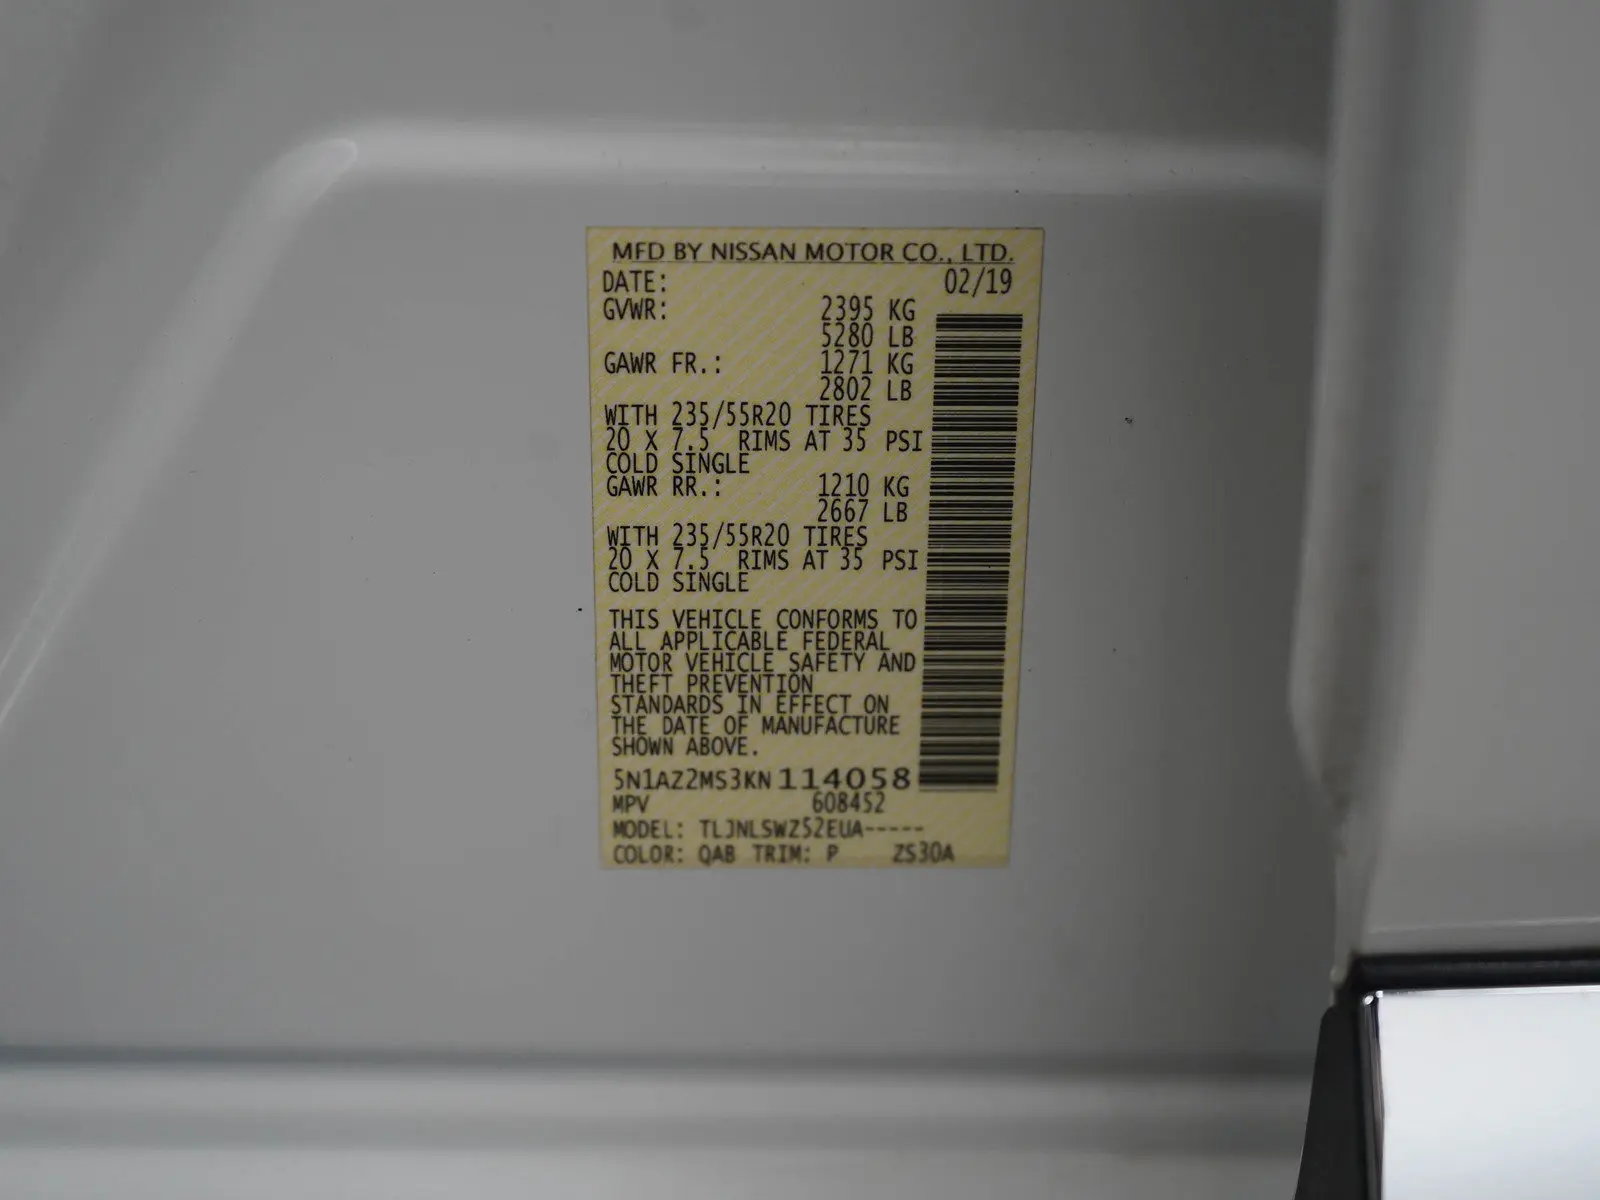 MFD BY NISSAN MOTOR CO., LTD.
DATE: 02/19
GVWR: 2395 KG
5280 LB
GAWR FR.: 1271 KG
2802 LB
WITH 235/55R20 TIRES
20 X 7.5 RIMS AT 35 PSI
COLD SINGLE
GAWR RR.: 1210 KG
2667 LB
WITH 235/55R20 TIRES
20 X 7.5 RIMS AT 35 PSI
COLD SINGLE
THIS VEHICLE CONFORMS TO
ALL APPLICABLE FEDERAL
MOTOR VEHICLE SAFETY AND
THEFT PREVENTION
STANDARDS IN EFFECT ON
THE DATE OF MANUFACTURE
SHOWN ABOVE.
5N1AZ2MS3KN114058
MPV 608452
MODEL: TLJNLSWZ52EUA-----
COLOR: QAB TRIM: P ZS30A